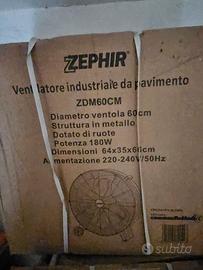 ZEPHIR
Ventilatore industriale da pavimento
ZDM60CM
Diametro ventola 60cm
Struttura in metallo
Dotato di ruote
Potenza 180W
Dimensioni 64x35x66cm
Alimentazione 220-240V/50Hz
subito